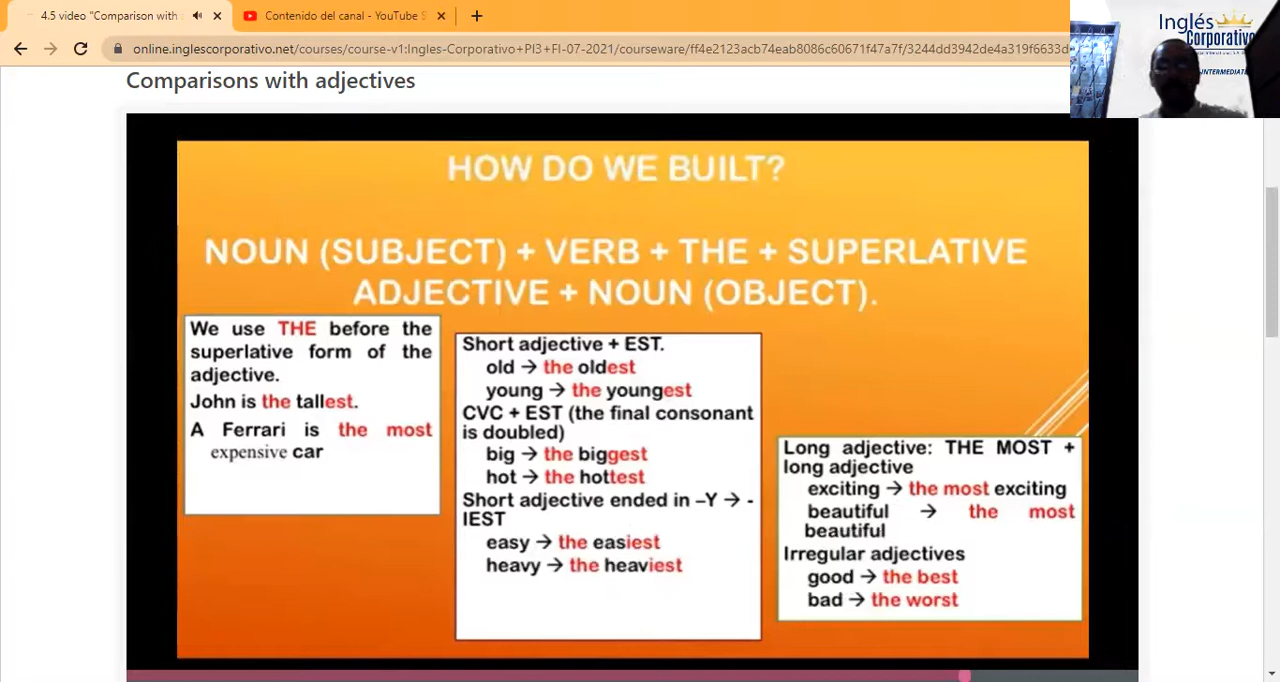 4.5 video "Comparison with
Contenido del canal - YouTube S
online.inglescorporativo.net/courses/course-v1:Ingles-Corporativo+PI3+FI-07-2021/courseware/ff4e2123acb74eab8086c60671f47a7f/3244dd3942de4a319f6633d
Inglés
Corporativo
INTERMEDIATE
Comparisons with adjectives
HOW DO WE BUILT?
NOUN (SUBJECT) + VERB + THE + SUPERLATIVE
ADJECTIVE + NOUN (OBJECT).
We use THE before the
superlative form of the
adjective.
John is the tallest.
A Ferrari is the most
expensive car
Short adjective + EST.
old → the oldest
young → the youngest
CVC + EST (the final consonant
is doubled)
big → the biggest
hot → the hottest
Short adjective ended in –Y → -
IEST
easy → the easiest
heavy → the heaviest
Long adjective: THE MOST +
long adjective
exciting → the most exciting
beautiful → the most
beautiful
Irregular adjectives
good → the best
bad → the worst